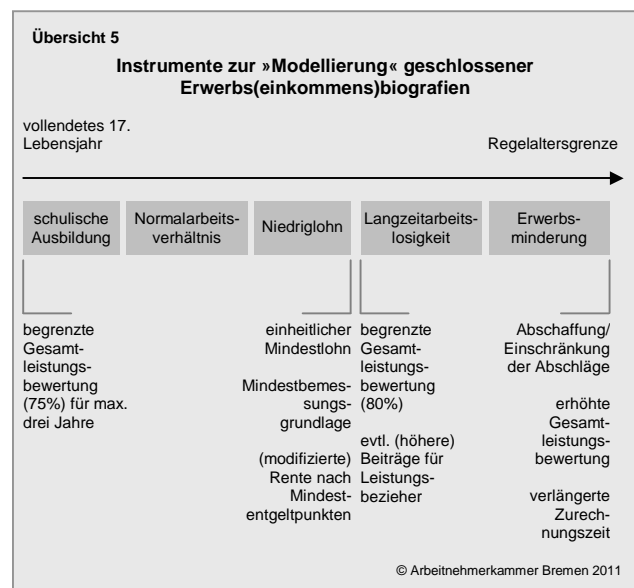 Übersicht 5
Instrumente zur »Modellierung« geschlossener
Erwerbs(einkommens)biografien
vollendetes 17.
Lebensjahr
Regelaltersgrenze
schulische
Ausbildung
Normalarbeits-
verhältnis
Niedriglohn
Langzeitarbeits-
losigkeit
Erwerbs-
minderung
begrenzte
Gesamt-
leistungs-
bewertung
(75%) für max.
drei Jahre
einheitlicher
Mindestlohn
Mindestbemes-
sungs-
grundlage
(modifizierte)
Rente nach
Mindest-
entgeltpunkten
begrenzte
Gesamt-
leistungs-
bewertung
(80%)
evtl. (höhere)
Beiträge für
Leistungs-
bezieher
Abschaffung/
Einschränkung
der Abschläge
erhöhte
Gesamt-
leistungs-
bewertung
verlängerte
Zurech-
nungszeit
© Arbeitnehmerkammer Bremen 2011